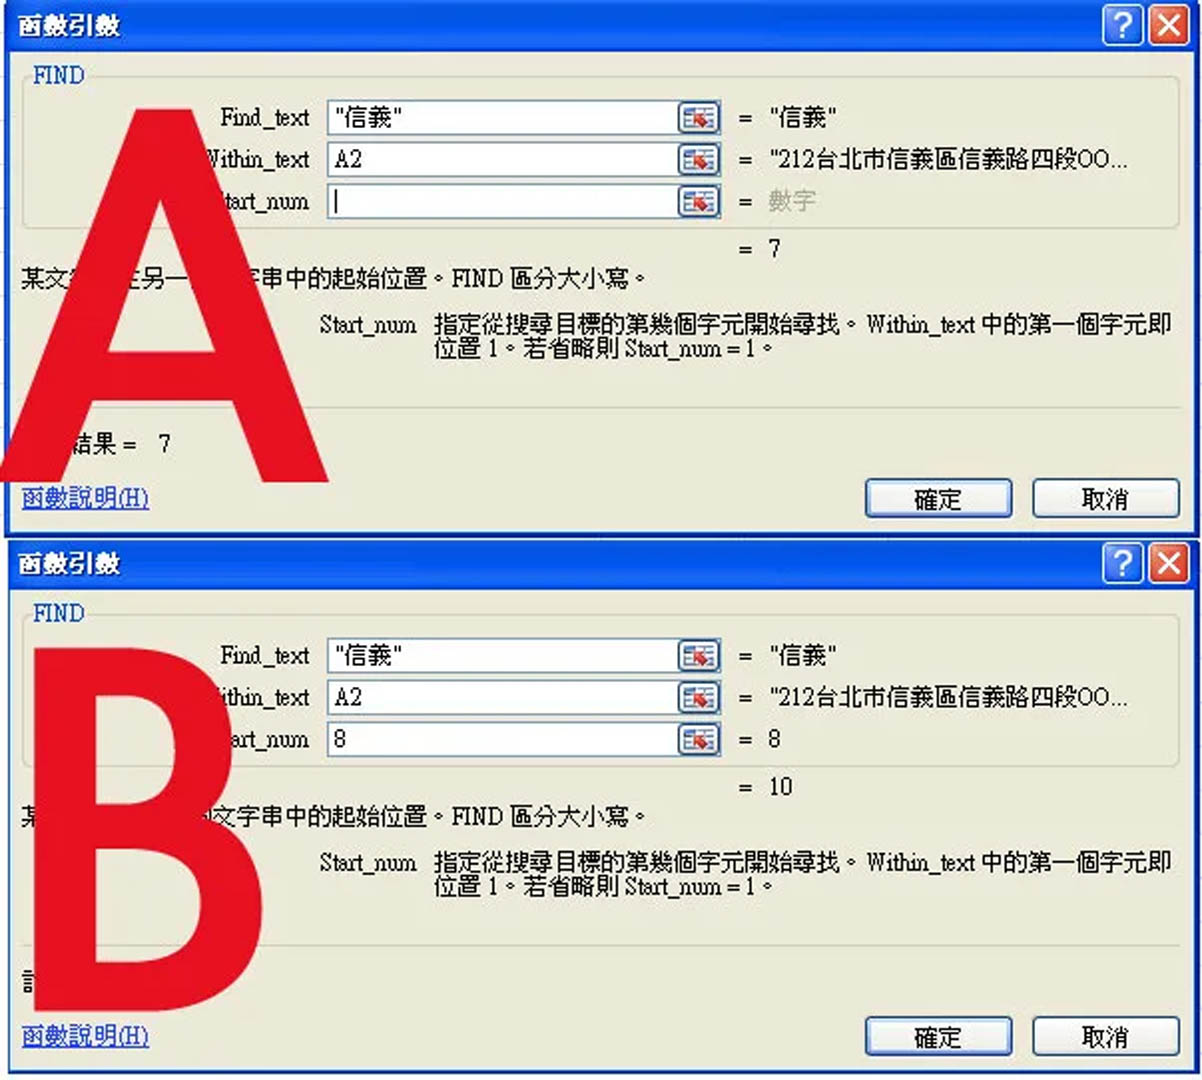 函數引數
FIND
Find_text "信義" = "信義"
Within_text A2 = "212台北市信義區信義路四段OO...
tart_num = 數字
= 7
某文 在另一 字串中的起始位置。FIND 區分大小寫。
Start_num 指定從搜尋目標的第幾個字元開始尋找。Within_text 中的第一個字元即
位置 1。若省略則 Start_num = 1。
結果 = 7
函數說明(H) 確定 取消
A
函數引數
FIND
Find_text "信義" = "信義"
ithin_text A2 = "212台北市信義區信義路四段OO...
art_num 8 = 8
= 10
某 文字串中的起始位置。FIND 區分大小寫。
Start_num 指定從搜尋目標的第幾個字元開始尋找。Within_text 中的第一個字元即
位置 1。若省略則 Start_num = 1。
函數說明(H) 確定 取消
B